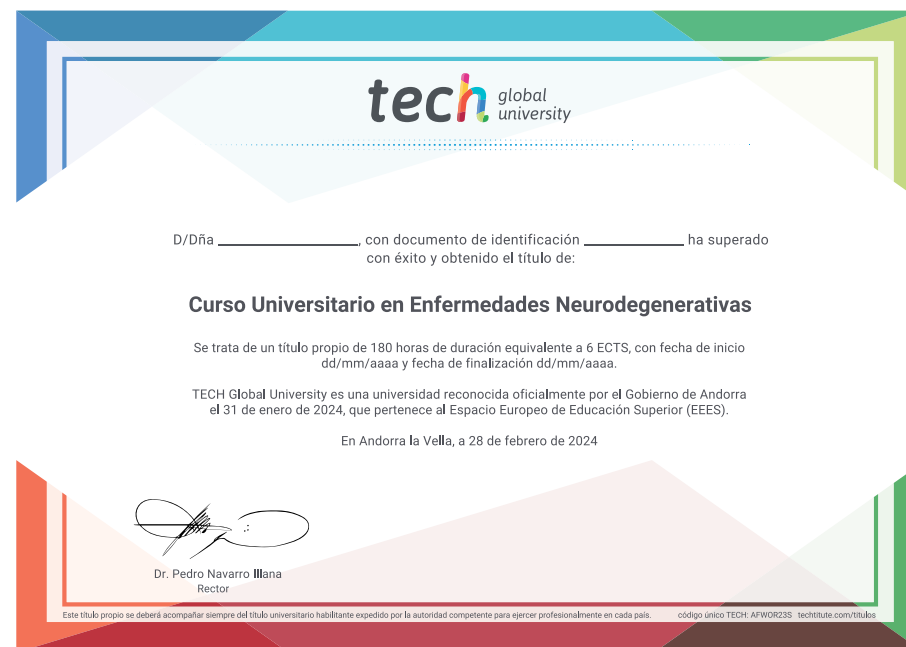 tech global university
D/Dña ____________________, con documento de identificación ______________ ha superado
con éxito y obtenido el título de:
Curso Universitario en Enfermedades Neurodegenerativas
Se trata de un título propio de 180 horas de duración equivalente a 6 ECTS, con fecha de inicio
dd/mm/aaaa y fecha de finalización dd/mm/aaaa.
TECH Global University es una universidad reconocida oficialmente por el Gobierno de Andorra
el 31 de enero de 2024, que pertenece al Espacio Europeo de Educación Superior (EEES).
En Andorra la Vella, a 28 de febrero de 2024
Dr. Pedro Navarro Illana
Rector
Este título propio se deberá acompañar siempre del título universitario habilitante expedido por la autoridad competente para ejercer profesionalmente en cada país. código único TECH: AFWOR23S techtitute.com/titulos